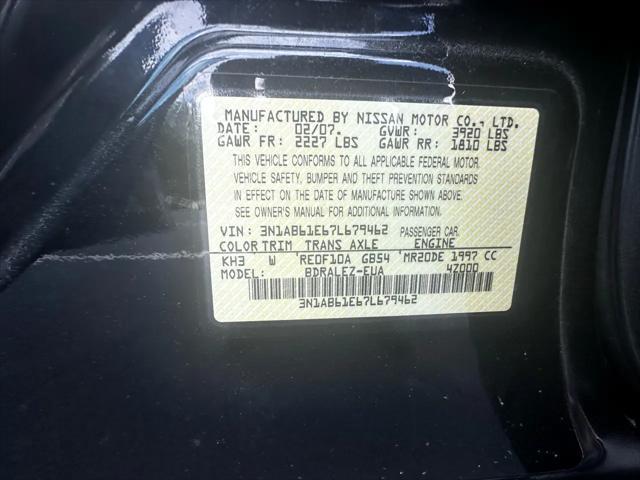 MANUFACTURED BY NISSAN MOTOR CO., LTD.
DATE: 02/07. GVWR: 3920 LBS
GAWR FR: 2227 LBS GAWR RR: 1810 LBS
THIS VEHICLE CONFORMS TO ALL APPLICABLE FEDERAL MOTOR
VEHICLE SAFETY, BUMPER AND THEFT PREVENTION STANDARDS
IN EFFECT ON THE DATE OF MANUFACTURE SHOWN ABOVE.
SEE OWNER'S MANUAL FOR ADDITIONAL INFORMATION.
VIN: 3N1AB61E67L679462 PASSENGER CAR.
COLOR TRIM TRANS AXLE ENGINE
KH3 W 'RE0F10A GB54 'MR20DE 1997 CC
MODEL: BDRALEZ-EUA 4Z000
3N1AB61E67L679462